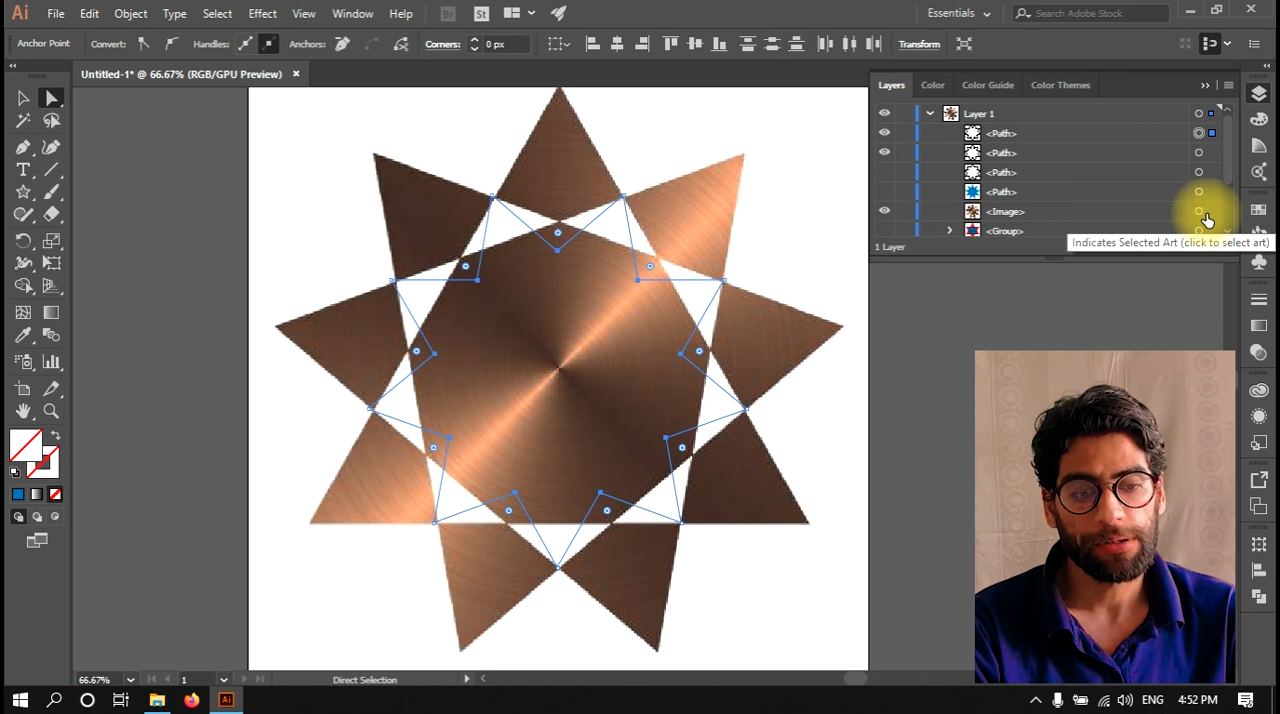 Ai File Edit Object Type Select Effect View Window Help Br St Essentials Search Adobe Stock
Anchor Point Convert: Handles: Anchors: Corners: 0 px Transform
Untitled-1* @ 66.67% (RGB/GPU Preview) ×
Layers Color Color Guide Color Themes
Layer 1
<Path>
<Path>
<Path>
<Path>
<Image>
<Group>
Indicates Selected Art (click to select art)
1 Layer
66.67% 1 Direct Selection
Ai ENG 4:52 PM